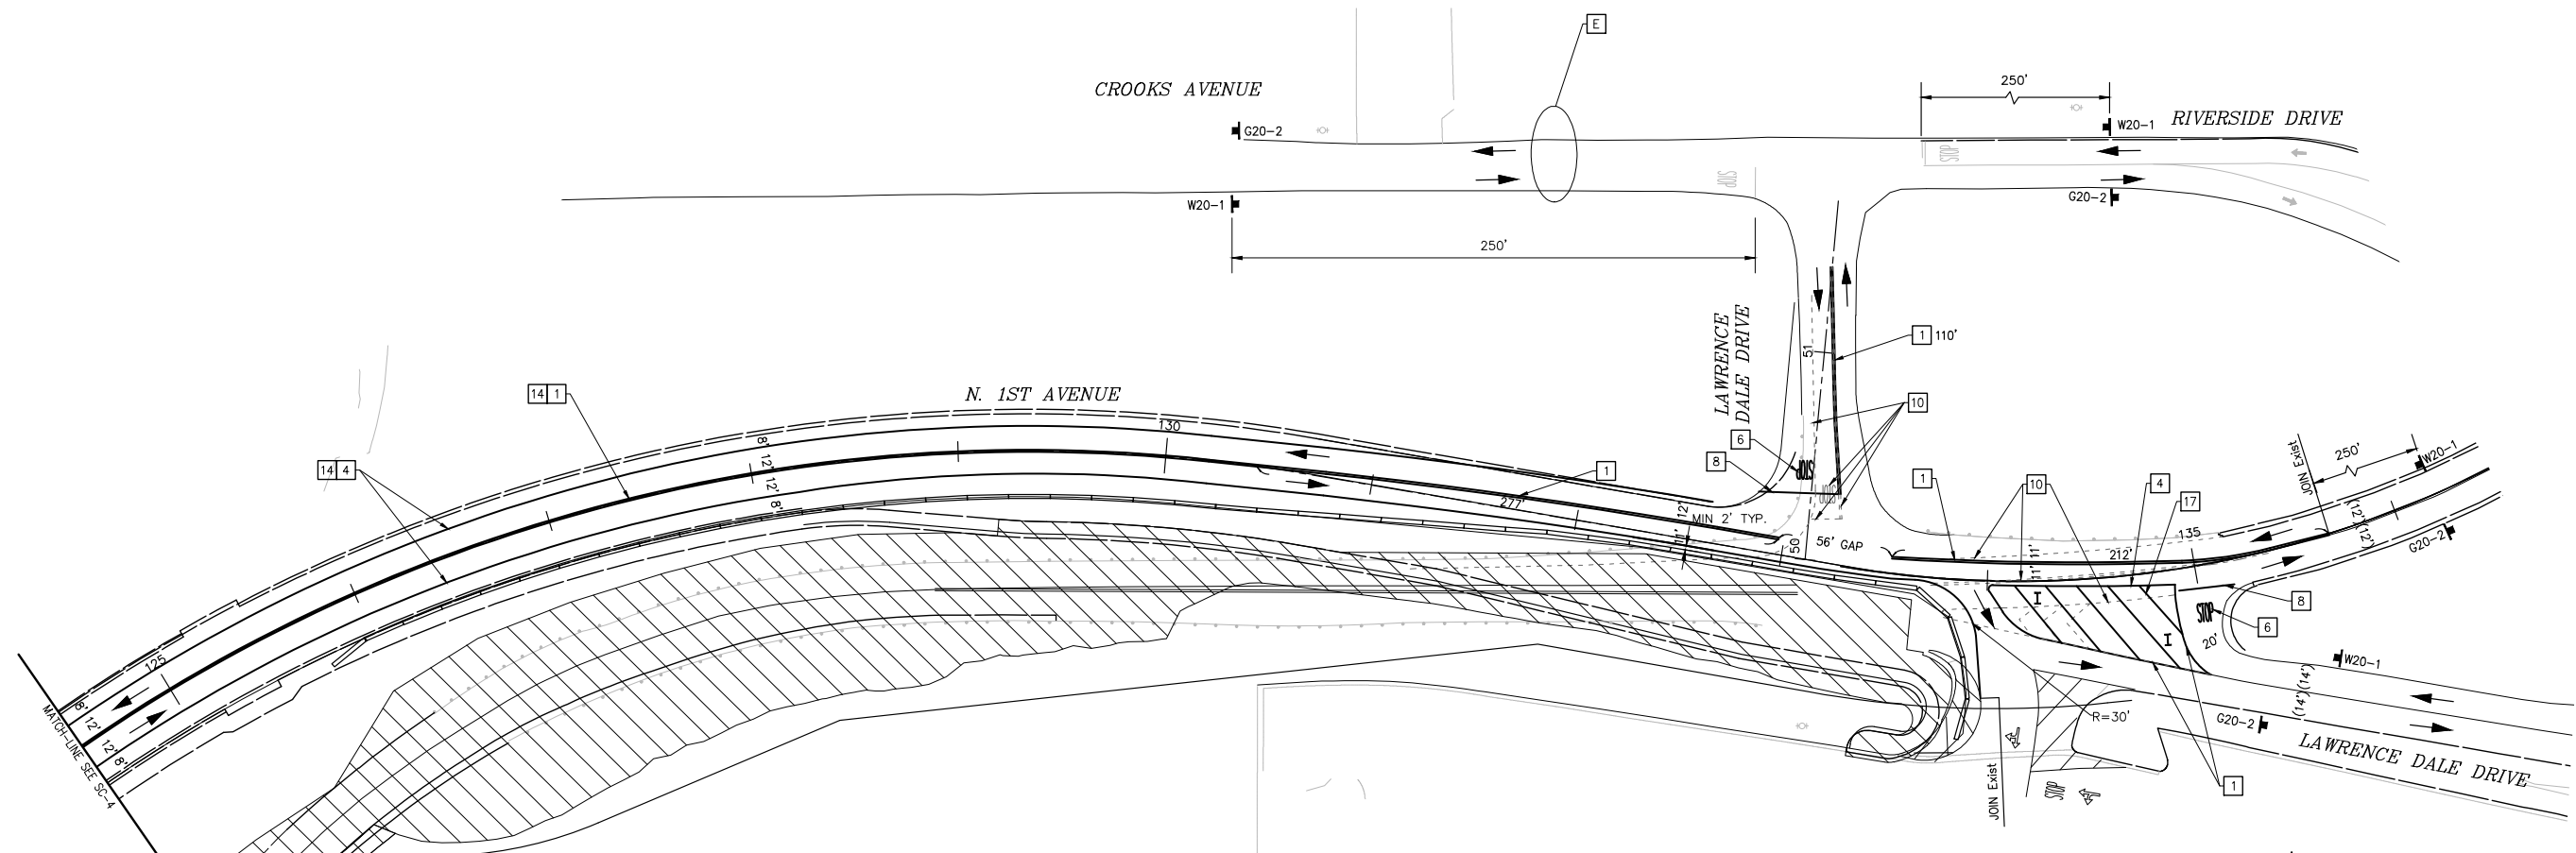 E
CROOKS AVENUE
250'
G20-2
W20-1
RIVERSIDE DRIVE
STOP
STOP
W20-1
G20-2
250'
LAWRENCE
DALE DRIVE
51
1 110'
10
14 1
N. 1ST AVENUE
130
6
8
STOP
STOP
14 4
8'
12'
12'
8'
1
277'
12'
11'
MIN 2' TYP.
50
56' GAP
1
10
4
17
135
212'
11'
11'
JOIN Exist
250'
W20-1
(12')(12')
G20-2
8
I
I
STOP
6
20'
W20-1
(14')(14')
125
8'
12'
12'
8'
MATCH-LINE SEE SC-4
R=30'
G20-2
LAWRENCE DALE DRIVE
1
JOIN Exist
STOP